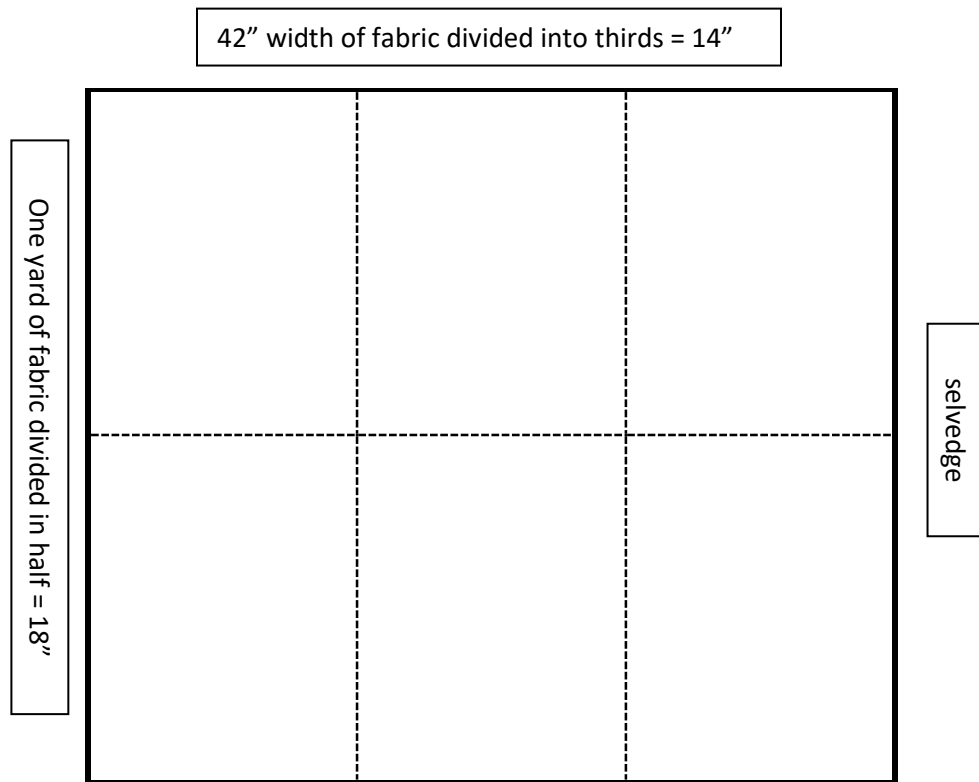 42” width of fabric divided into thirds = 14”
One yard of fabric divided in half = 18”
selvedge